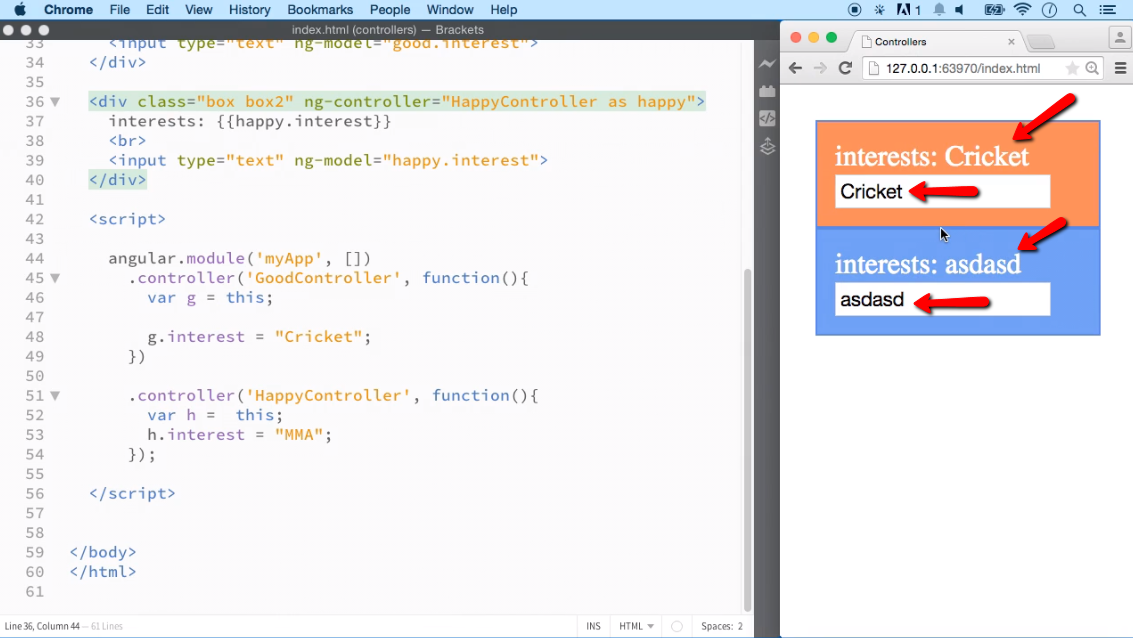 Chrome File Edit View History Bookmarks People Window Help
1
index.html (controllers) — Brackets
33 <input type="text" ng-model="good.interest">
34 </div>
35
36 <div class="box box2" ng-controller="HappyController as happy">
37 interests: {{happy.interest}}
38 <br>
39 <input type="text" ng-model="happy.interest">
40 </div>
41
42 <script>
43
44 angular.module('myApp', [])
45 .controller('GoodController', function(){
46 var g = this;
47
48 g.interest = "Cricket";
49 })
50
51 .controller('HappyController', function(){
52 var h =  this;
53 h.interest = "MMA";
54 });
55
56 </script>
57
58
59 </body>
60 </html>
61
Line 36, Column 44 — 61 Lines
INS HTML Spaces: 2
Controllers
127.0.0.1:63970/index.html
interests: Cricket
Cricket
interests: asdasd
asdasd